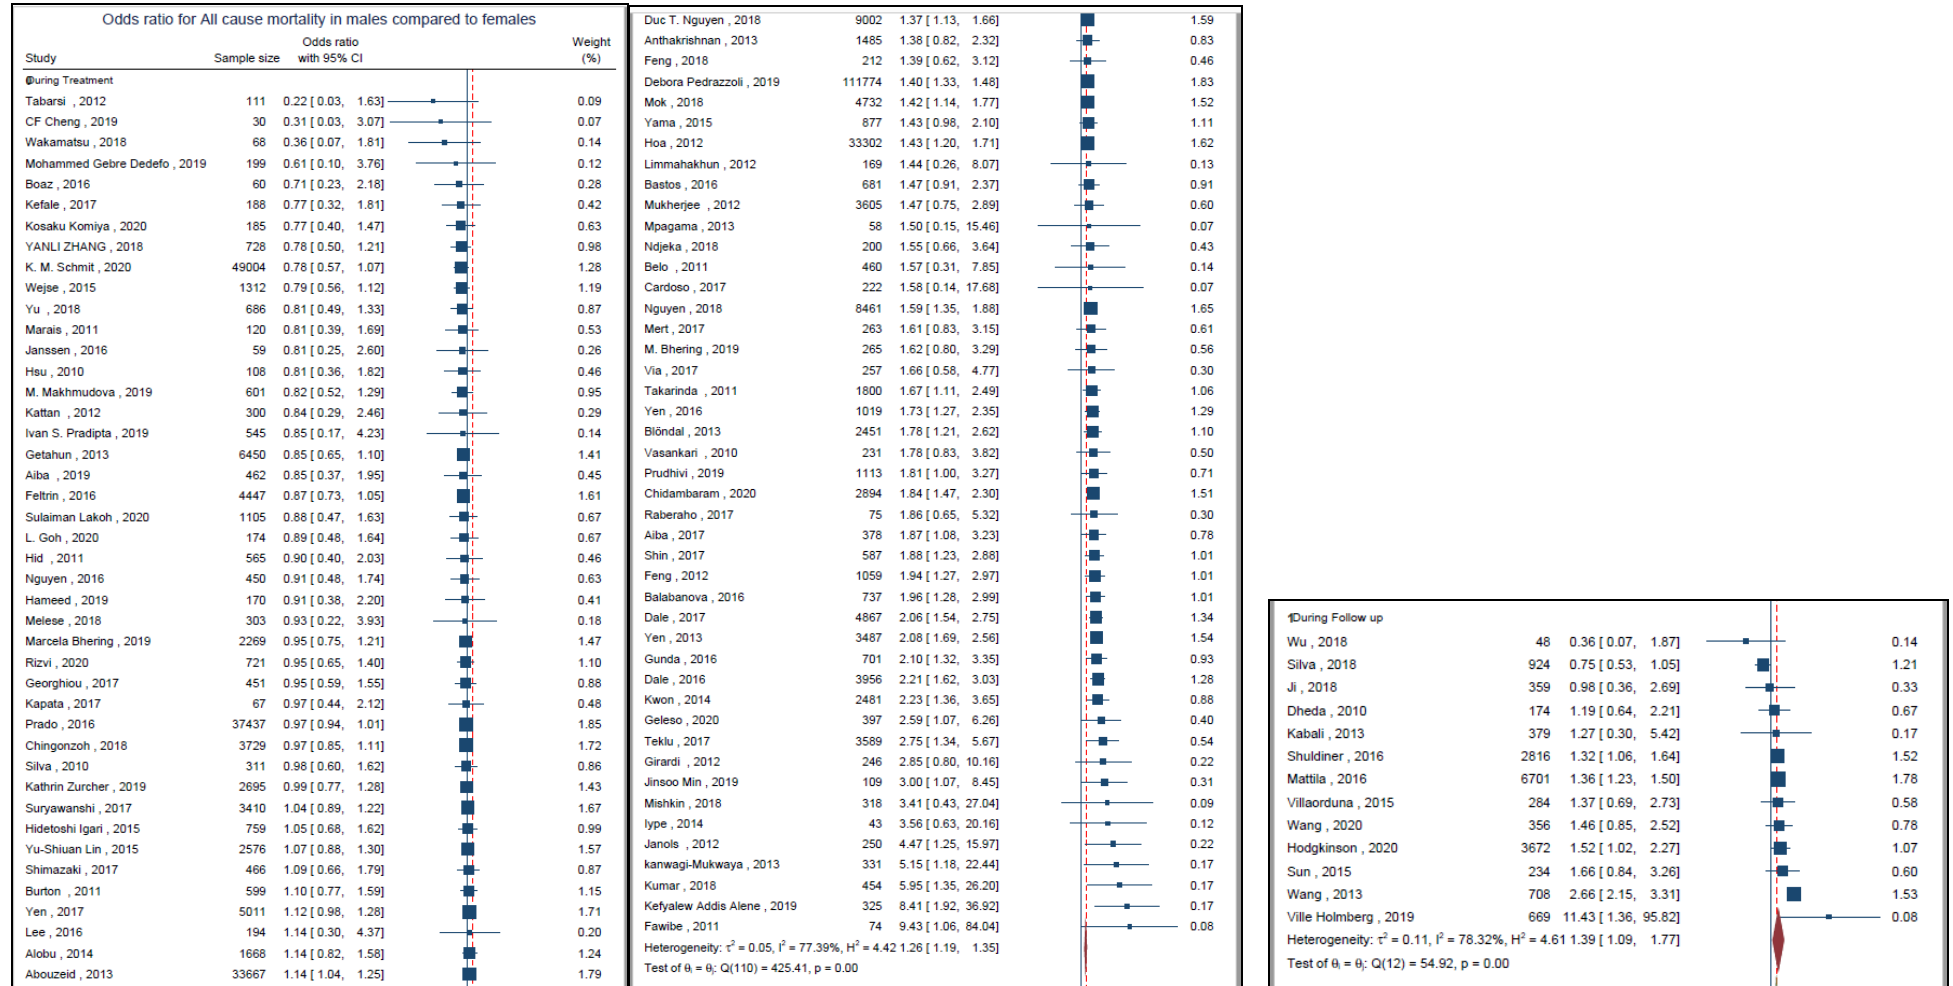 Odds ratio for All cause mortality in males compared to females
Odds ratio Weight
Study Sample size with 95% CI (%)
During Treatment
Tabarsi , 2012 111 0.22 [ 0.03, 1.63] 0.09
CF Cheng , 2019 30 0.31 [ 0.03, 3.07] 0.07
Wakamatsu , 2018 68 0.36 [ 0.07, 1.81] 0.14
Mohammed Gebre Dedefo , 2019 199 0.61 [ 0.10, 3.76] 0.12
Boaz , 2016 60 0.71 [ 0.23, 2.18] 0.28
Kefale , 2017 188 0.77 [ 0.32, 1.81] 0.42
Kosaku Komiya , 2020 185 0.77 [ 0.40, 1.47] 0.63
YANLI ZHANG , 2018 728 0.78 [ 0.50, 1.21] 0.98
K. M. Schmit , 2020 49004 0.78 [ 0.57, 1.07] 1.28
Wejse , 2015 1312 0.79 [ 0.56, 1.12] 1.19
Yu , 2018 686 0.81 [ 0.49, 1.33] 0.87
Marais , 2011 120 0.81 [ 0.39, 1.69] 0.53
Janssen , 2016 59 0.81 [ 0.25, 2.60] 0.26
Hsu , 2010 108 0.81 [ 0.36, 1.82] 0.46
M. Makhmudova , 2019 601 0.82 [ 0.52, 1.29] 0.95
Kattan , 2012 300 0.84 [ 0.29, 2.46] 0.29
Ivan S. Pradipta , 2019 545 0.85 [ 0.17, 4.23] 0.14
Getahun , 2013 6450 0.85 [ 0.65, 1.10] 1.41
Aiba , 2019 462 0.85 [ 0.37, 1.95] 0.45
Feltrin , 2016 4447 0.87 [ 0.73, 1.05] 1.61
Sulaiman Lakoh , 2020 1105 0.88 [ 0.47, 1.63] 0.67
L. Goh , 2020 174 0.89 [ 0.48, 1.64] 0.67
Hid , 2011 565 0.90 [ 0.40, 2.03] 0.46
Nguyen , 2016 450 0.91 [ 0.48, 1.74] 0.63
Hameed , 2019 170 0.91 [ 0.38, 2.20] 0.41
Melese , 2018 303 0.93 [ 0.22, 3.93] 0.18
Marcela Bhering , 2019 2269 0.95 [ 0.75, 1.21] 1.47
Rizvi , 2020 721 0.95 [ 0.65, 1.40] 1.10
Georghiou , 2017 451 0.95 [ 0.59, 1.55] 0.88
Kapata , 2017 67 0.97 [ 0.44, 2.12] 0.48
Prado , 2016 37437 0.97 [ 0.94, 1.01] 1.85
Chingonzoh , 2018 3729 0.97 [ 0.85, 1.11] 1.72
Silva , 2010 311 0.98 [ 0.60, 1.62] 0.86
Kathrin Zurcher , 2019 2695 0.99 [ 0.77, 1.28] 1.43
Suryawanshi , 2017 3410 1.04 [ 0.89, 1.22] 1.67
Hidetoshi Igari , 2015 759 1.05 [ 0.68, 1.62] 0.99
Yu-Shiuan Lin , 2015 2576 1.07 [ 0.88, 1.30] 1.57
Shimazaki , 2017 466 1.09 [ 0.66, 1.79] 0.87
Burton , 2011 599 1.10 [ 0.77, 1.59] 1.15
Yen , 2017 5011 1.12 [ 0.98, 1.28] 1.71
Lee , 2016 194 1.14 [ 0.30, 4.37] 0.20
Alobu , 2014 1668 1.14 [ 0.82, 1.58] 1.24
Abouzeid , 2013 33667 1.14 [ 1.04, 1.25] 1.79
Duc T. Nguyen , 2018 9002 1.37 [ 1.13, 1.66] 1.59
Anthakrishnan , 2013 1485 1.38 [ 0.82, 2.32] 0.83
Feng , 2018 212 1.39 [ 0.62, 3.12] 0.46
Debora Pedrazzoli , 2019 111774 1.40 [ 1.33, 1.48] 1.83
Mok , 2018 4732 1.42 [ 1.14, 1.77] 1.52
Yama , 2015 877 1.43 [ 0.98, 2.10] 1.11
Hoa , 2012 33302 1.43 [ 1.20, 1.71] 1.62
Limmahakhun , 2012 169 1.44 [ 0.26, 8.07] 0.13
Bastos , 2016 681 1.47 [ 0.91, 2.37] 0.91
Mukherjee , 2012 3605 1.47 [ 0.75, 2.89] 0.60
Mpagama , 2013 58 1.50 [ 0.15, 15.46] 0.07
Ndjeka , 2018 200 1.55 [ 0.66, 3.64] 0.43
Belo , 2011 460 1.57 [ 0.31, 7.85] 0.14
Cardoso , 2017 222 1.58 [ 0.14, 17.68] 0.07
Nguyen , 2018 8461 1.59 [ 1.35, 1.88] 1.65
Mert , 2017 263 1.61 [ 0.83, 3.15] 0.61
M. Bhering , 2019 265 1.62 [ 0.80, 3.29] 0.56
Via , 2017 257 1.66 [ 0.58, 4.77] 0.30
Takarinda , 2011 1800 1.67 [ 1.11, 2.49] 1.06
Yen , 2016 1019 1.73 [ 1.27, 2.35] 1.29
Blöndal , 2013 2451 1.78 [ 1.21, 2.62] 1.10
Vasankari , 2010 231 1.78 [ 0.83, 3.82] 0.50
Prudhivi , 2019 1113 1.81 [ 1.00, 3.27] 0.71
Chidambaram , 2020 2894 1.84 [ 1.47, 2.30] 1.51
Raberaho , 2017 75 1.86 [ 0.65, 5.32] 0.30
Aiba , 2017 378 1.87 [ 1.08, 3.23] 0.78
Shin , 2017 587 1.88 [ 1.23, 2.88] 1.01
Feng , 2012 1059 1.94 [ 1.27, 2.97] 1.01
Balabanova , 2016 737 1.96 [ 1.28, 2.99] 1.01
Dale , 2017 4867 2.06 [ 1.54, 2.75] 1.34
Yen , 2013 3487 2.08 [ 1.69, 2.56] 1.54
Gunda , 2016 701 2.10 [ 1.32, 3.35] 0.93
Dale , 2016 3956 2.21 [ 1.62, 3.03] 1.28
Kwon , 2014 2481 2.23 [ 1.36, 3.65] 0.88
Geleso , 2020 397 2.59 [ 1.07, 6.26] 0.40
Teklu , 2017 3589 2.75 [ 1.34, 5.67] 0.54
Girardi , 2012 246 2.85 [ 0.80, 10.16] 0.22
Jinsoo Min , 2019 109 3.00 [ 1.07, 8.45] 0.31
Mishkin , 2018 318 3.41 [ 0.43, 27.04] 0.09
Iype , 2014 43 3.56 [ 0.63, 20.16] 0.12
Janols , 2012 250 4.47 [ 1.25, 15.97] 0.22
kanwagi-Mukwaya , 2013 331 5.15 [ 1.18, 22.44] 0.17
Kumar , 2018 454 5.95 [ 1.35, 26.20] 0.17
Kefyalew Addis Alene , 2019 325 8.41 [ 1.92, 36.92] 0.17
Fawibe , 2011 74 9.43 [ 1.06, 84.04] 0.08
Heterogeneity: τ² = 0.05, I² = 77.39%, H² = 4.42 1.26 [ 1.19, 1.35]
Test of θᵢ = θⱼ: Q(110) = 425.41, p = 0.00
¶During Follow up
Wu , 2018 48 0.36 [ 0.07, 1.87] 0.14
Silva , 2018 924 0.75 [ 0.53, 1.05] 1.21
Ji , 2018 359 0.98 [ 0.36, 2.69] 0.33
Dheda , 2010 174 1.19 [ 0.64, 2.21] 0.67
Kabali , 2013 379 1.27 [ 0.30, 5.42] 0.17
Shuldiner , 2016 2816 1.32 [ 1.06, 1.64] 1.52
Mattila , 2016 6701 1.36 [ 1.23, 1.50] 1.78
Villaorduna , 2015 284 1.37 [ 0.69, 2.73] 0.58
Wang , 2020 356 1.46 [ 0.85, 2.52] 0.78
Hodgkinson , 2020 3672 1.52 [ 1.02, 2.27] 1.07
Sun , 2015 234 1.66 [ 0.84, 3.26] 0.60
Wang , 2013 708 2.66 [ 2.15, 3.31] 1.53
Ville Holmberg , 2019 669 11.43 [ 1.36, 95.82] 0.08
Heterogeneity: τ² = 0.11, I² = 78.32%, H² = 4.61 1.39 [ 1.09, 1.77]
Test of θᵢ = θⱼ: Q(12) = 54.92, p = 0.00